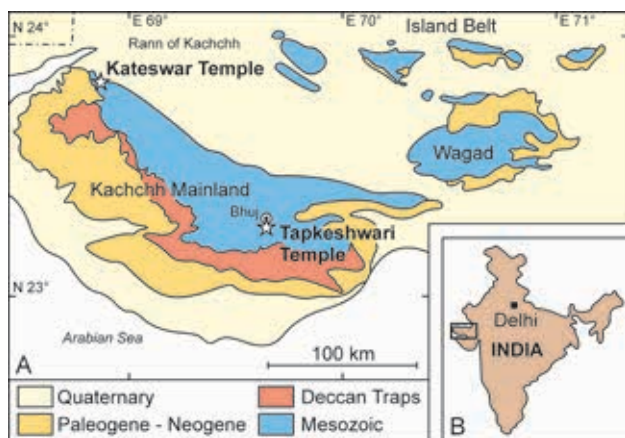 E 69° E 70° E 71°
N 24°
Rann of Kachchh
Island Belt
Kateswar Temple
Wagad
Kachchh Mainland
Bhuj
Tapkeshwari
Temple
N 23°
Arabian Sea
100 km
A
Delhi
INDIA
B
Quaternary
Deccan Traps
Paleogene - Neogene
Mesozoic